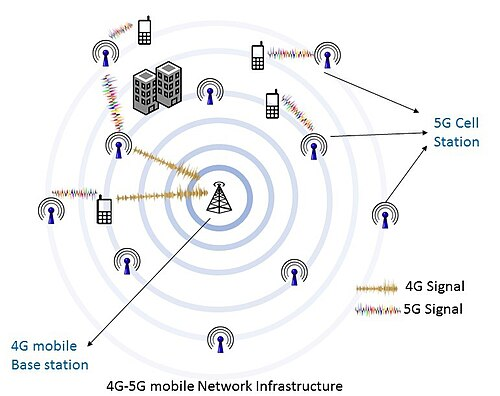 5G Cell
Station
4G Signal
5G Signal
4G mobile
Base station
4G-5G mobile Network Infrastructure